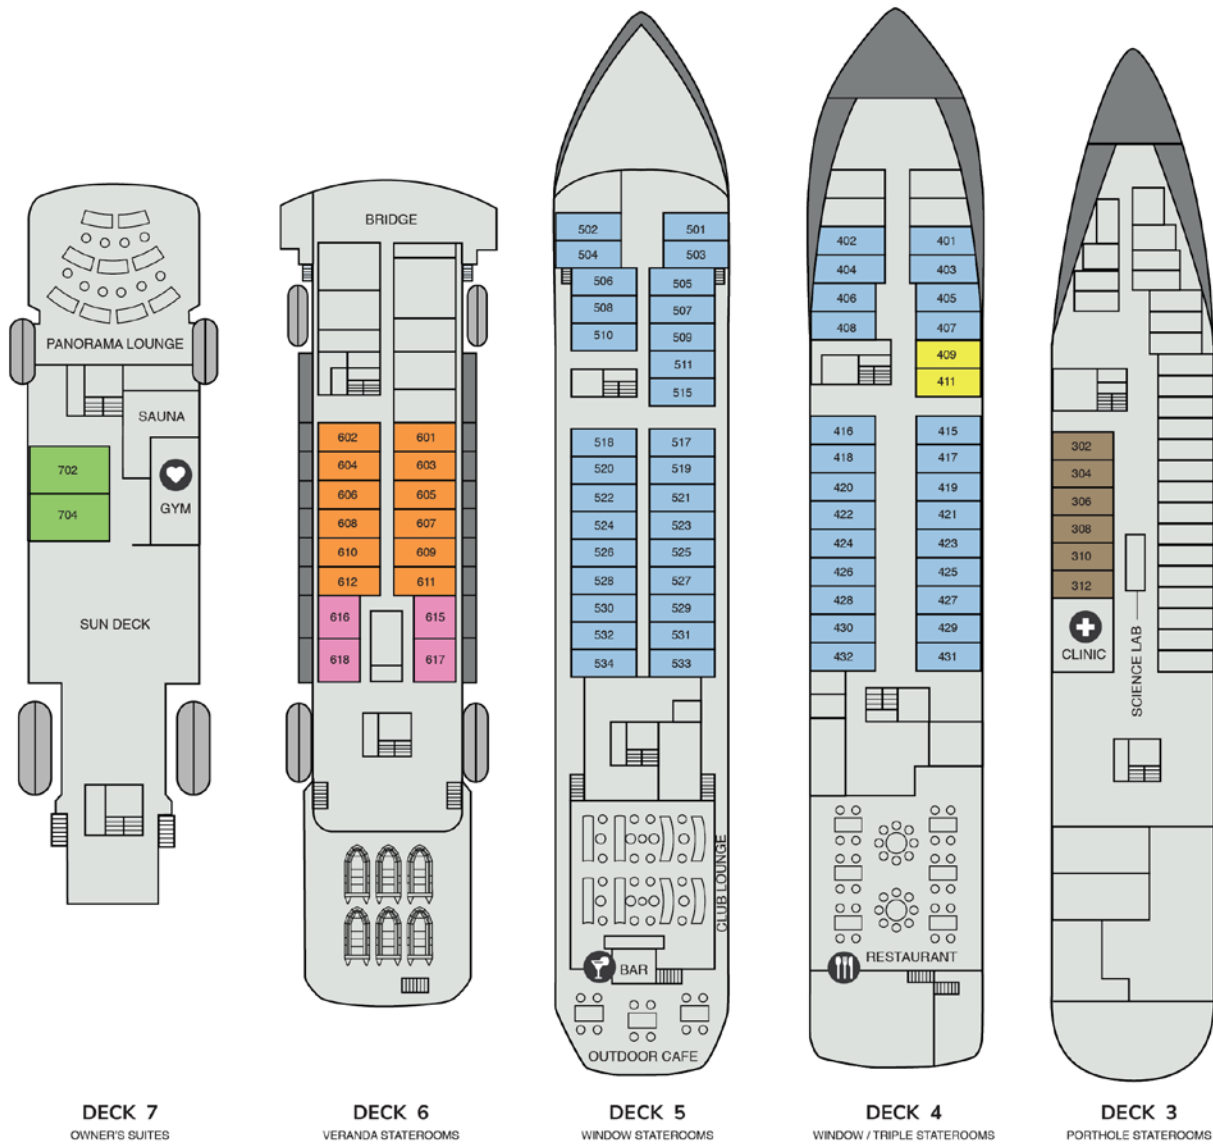 PANORAMA LOUNGE
SAUNA
GYM
702
704
SUN DECK
DECK 7
OWNER'S SUITES
BRIDGE
602 601
604 603
606 605
608 607
610 609
612 611
616 615
618 617
DECK 6
VERANDA STATEROOMS
502 501
504 503
506 505
508 507
510 509
511
515
518 517
520 519
522 521
524 523
526 525
528 527
530 529
532 531
534 533
CLUB LOUNGE
BAR
OUTDOOR CAFE
DECK 5
WINDOW STATEROOMS
402 401
404 403
406 405
408 407
409
411
416 415
418 417
420 419
422 421
424 423
426 425
428 427
430 429
432 431
RESTAURANT
DECK 4
WINDOW / TRIPLE STATEROOMS
302
304
306
308
310
312
CLINIC
SCIENCE LAB
DECK 3
PORTHOLE STATEROOMS